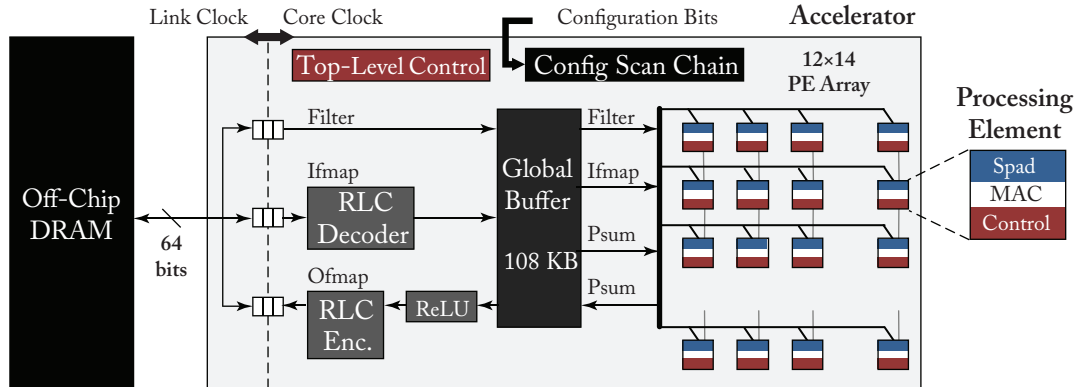 Link Clock
Core Clock
Configuration Bits
Accelerator
Top-Level Control
Config Scan Chain
12×14
PE Array
Processing
Element
Filter
Filter
Off-Chip
DRAM
64
bits
Ifmap
RLC
Decoder
Global
Buffer
108 KB
Ifmap
Psum
Psum
Ofmap
RLC
Enc.
ReLU
Spad
MAC
Control